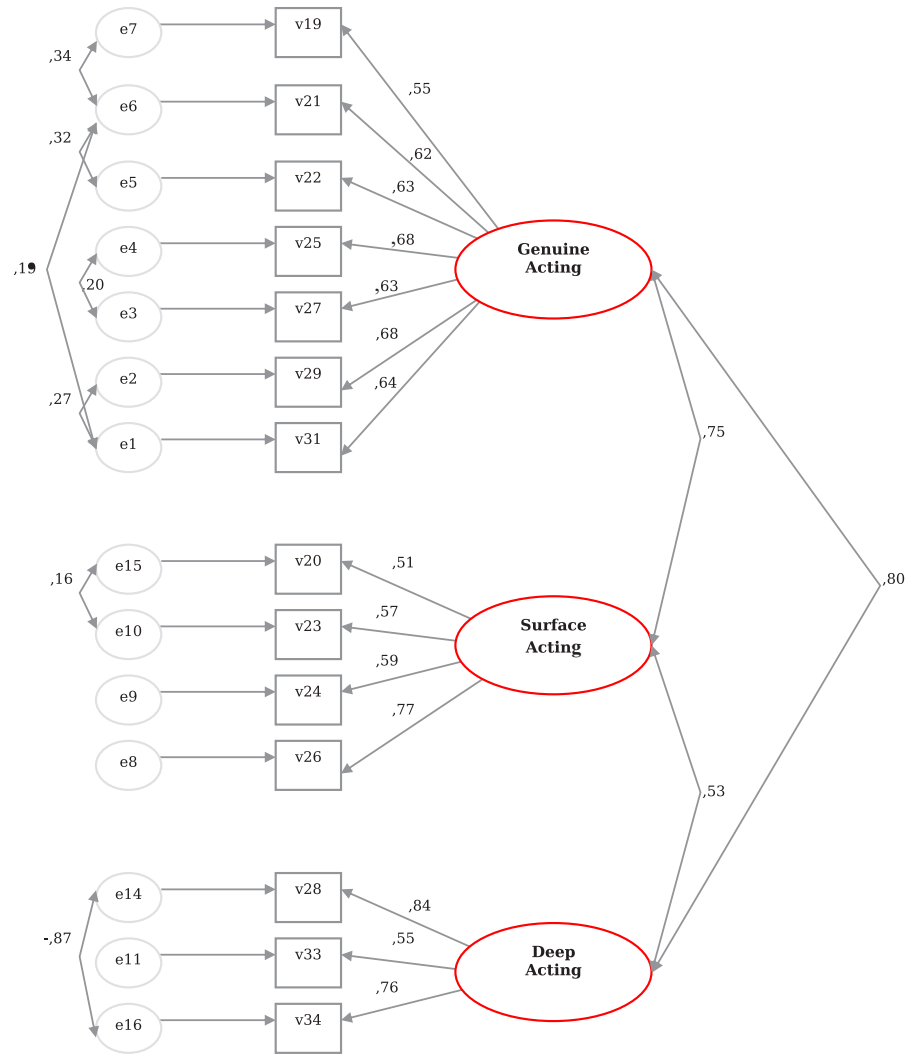 e7
v19
,34
,55
e6
v21
,32
,62
e5
v22
,63
e4
v25
,68
Genuine
Acting
,19
,20
e3
v27
,63
,68
e2
v29
,64
,27
e1
v31
,75
e15
v20
,51
,16
,80
e10
v23
,57
Surface
Acting
e9
v24
,59
,77
e8
v26
,53
e14
v28
,84
-,87
,55
e11
v33
Deep
Acting
,76
e16
v34